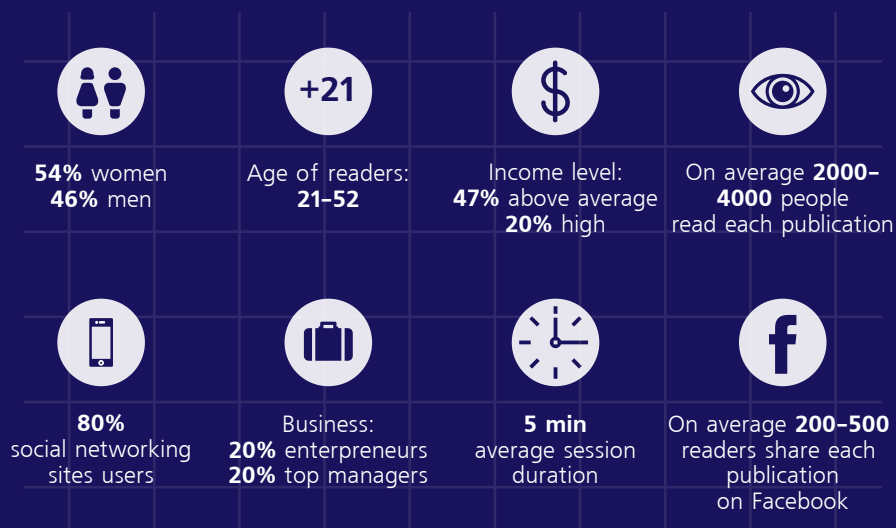 +21
54% women
46% men
Age of readers:
21–52
Income level:
47% above average
20% high
On average 2000–
4000 people
read each publication
80%
social networking
sites users
Business:
20% enterpreneurs
20% top managers
5 min
average session
duration
On average 200–500
readers share each
publication
on Facebook